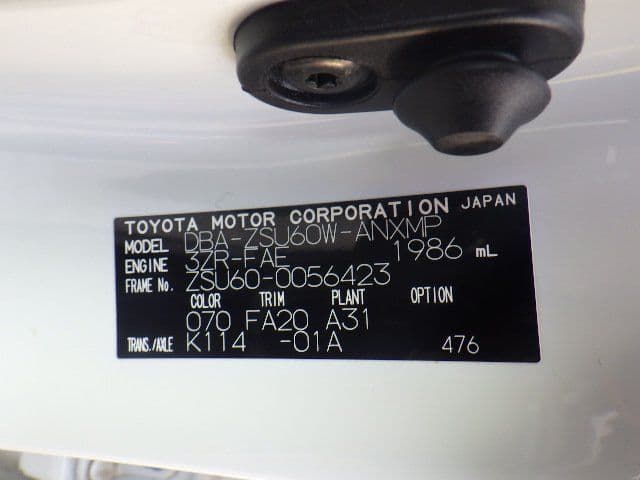 TOYOTA MOTOR CORPORATION JAPAN
MODEL DBA-ZSU60W-ANXMP
ENGINE 3ZR-FAE 1986 mL
FRAME No. ZSU60-0056423
COLOR TRIM PLANT OPTION
070 FA20 A31
TRANS./AXLE K114 -01A 476